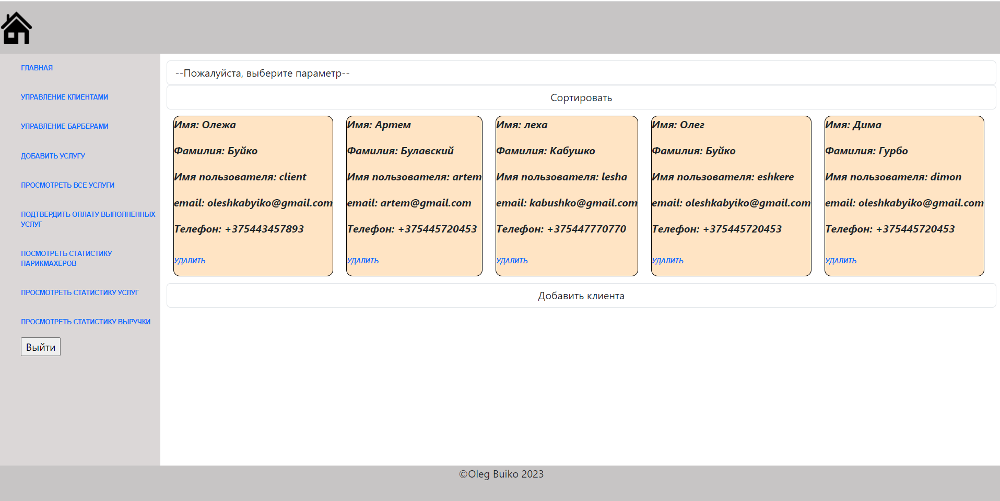 ГЛАВНАЯ
УПРАВЛЕНИЕ КЛИЕНТАМИ
УПРАВЛЕНИЕ БАРБЕРАМИ
ДОБАВИТЬ УСЛУГУ
ПРОСМОТРЕТЬ ВСЕ УСЛУГИ
ПОДТВЕРДИТЬ ОПЛАТУ ВЫПОЛНЕННЫХ
УСЛУГ
ПОСМОТРЕТЬ СТАТИСТИКУ
ПАРИКМАХЕРОВ
ПРОСМОТРЕТЬ СТАТИСТИКУ УСЛУГ
ПРОСМОТРЕТЬ СТАТИСТИКУ ВЫРУЧКИ
Выйти
--Пожалуйста, выберите параметр--
Сортировать
Имя: Олежа
Фамилия: Буйко
Имя пользователя: client
email: oleshkabyiko@gmail.com
Телефон: +375443457893
УДАЛИТЬ
Имя: Артем
Фамилия: Булавский
Имя пользователя: artem
email: artem@gmail.com
Телефон: +375445720453
УДАЛИТЬ
Имя: леха
Фамилия: Кабушко
Имя пользователя: lesha
email: kabushko@gmail.com
Телефон: +375447770770
УДАЛИТЬ
Имя: Олег
Фамилия: Буйко
Имя пользователя: eshkere
email: oleshkabyiko@gmail.com
Телефон: +375445720453
УДАЛИТЬ
Имя: Дима
Фамилия: Гурбо
Имя пользователя: dimon
email: oleshkabyiko@gmail.com
Телефон: +375445720453
УДАЛИТЬ
Добавить клиента
©Oleg Buiko 2023